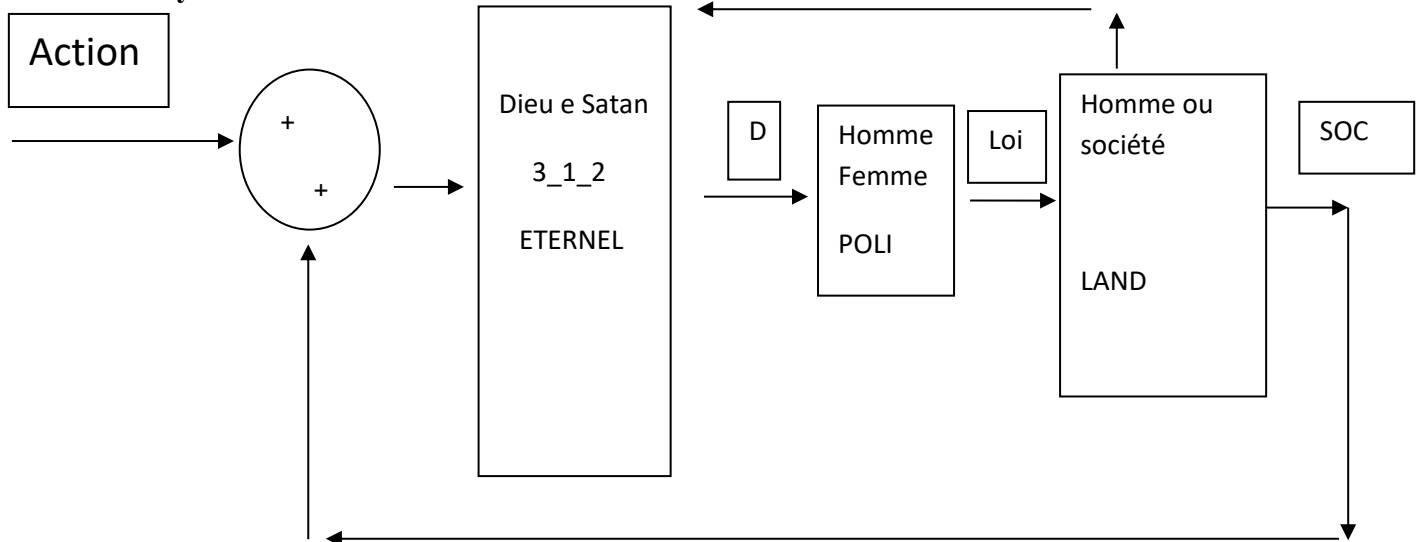 Action
+
+
Dieu e Satan
3_1_2
ETERNEL
D
Homme
Femme
POLI
Loi
Homme ou
société
LAND
SOC